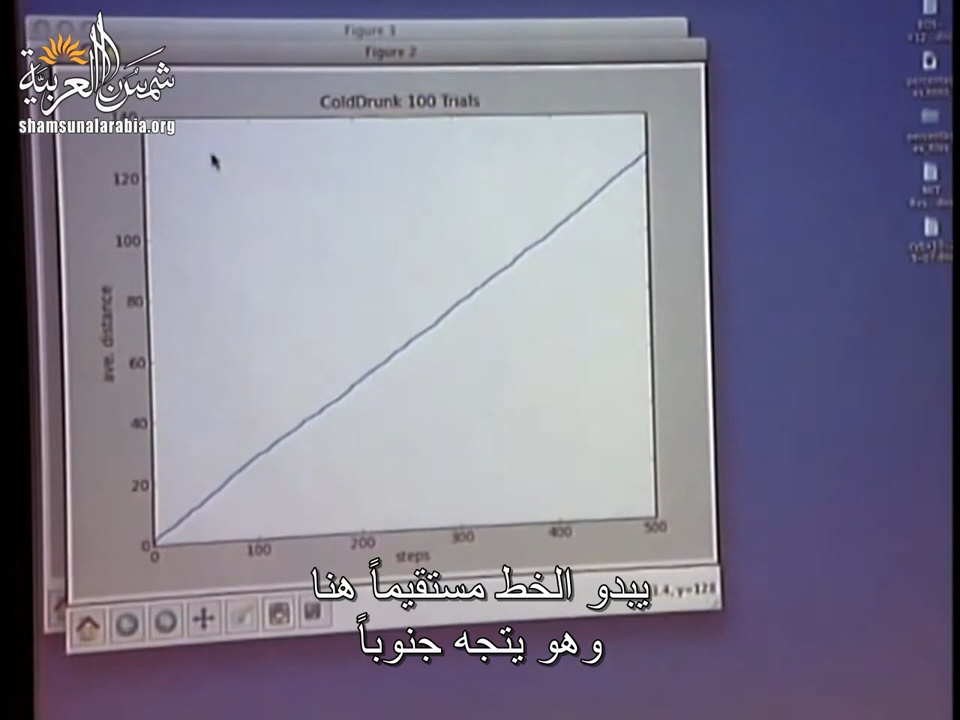 Figure 3
Figure 2
شمس العربية
shamsunalarabia.org
ColdDrunk 100 Trials
120
100
80
60
40
20
0
ave. distance
0
100
200
300
400
500
steps
يبدو الخط مستقيماً هنا
وهو يتجه جنوباً